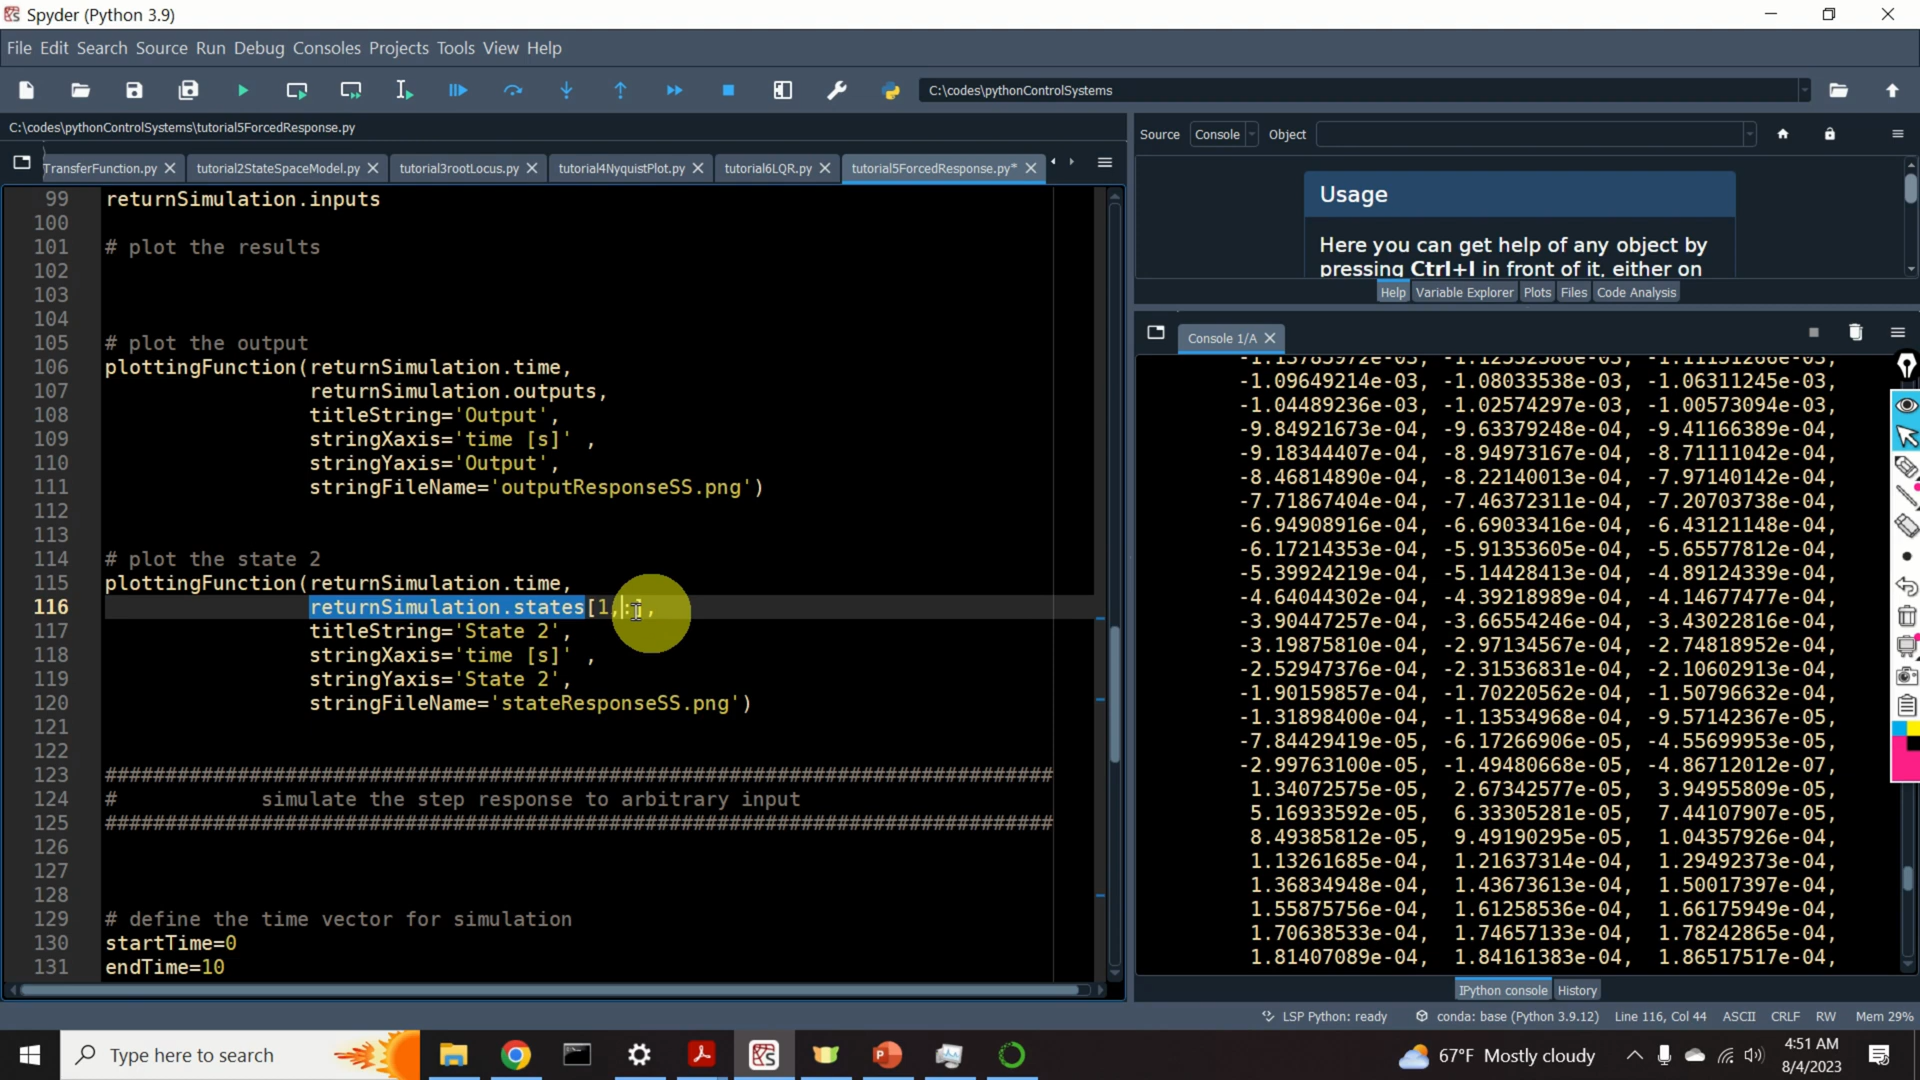 Spyder (Python 3.9)
File Edit Search Source Run Debug Consoles Projects Tools View Help
C:\codes\pythonControlSystems
C:\codes\pythonControlSystems\tutorial5ForcedResponse.py
TransferFunction.py tutorial2StateSpaceModel.py tutorial3rootLocus.py tutorial4NyquistPlot.py tutorial6LQR.py tutorial5ForcedResponse.py*
99 returnSimulation.inputs
100
101 # plot the results
102
103
104
105 # plot the output
106 plottingFunction(returnSimulation.time,
107 returnSimulation.outputs,
108 titleString='Output',
109 stringXaxis='time [s]' ,
110 stringYaxis='Output',
111 stringFileName='outputResponseSS.png')
112
113
114 # plot the state 2
115 plottingFunction(returnSimulation.time,
116 returnSimulation.states[1,:],
117 titleString='State 2',
118 stringXaxis='time [s]' ,
119 stringYaxis='State 2',
120 stringFileName='stateResponseSS.png')
121
122
123 ###############################################################################
124 # simulate the step response to arbitrary input
125 ###############################################################################
126
127
128
129 # define the time vector for simulation
130 startTime=0
131 endTime=10
Source Console Object
Usage
Here you can get help of any object by
pressing Ctrl+I in front of it, either on
Help Variable Explorer Plots Files Code Analysis
Console 1/A
-1.09649214e-03, -1.08033538e-03, -1.06311245e-03,
-1.04489236e-03, -1.02574297e-03, -1.00573094e-03,
-9.84921673e-04, -9.63379248e-04, -9.41166389e-04,
-9.18344407e-04, -8.94973167e-04, -8.71111042e-04,
-8.46814890e-04, -8.22140013e-04, -7.97140142e-04,
-7.71867404e-04, -7.46372311e-04, -7.20703738e-04,
-6.94908916e-04, -6.69033416e-04, -6.43121148e-04,
-6.17214353e-04, -5.91353605e-04, -5.65577812e-04,
-5.39924219e-04, -5.14428413e-04, -4.89124339e-04,
-4.64044302e-04, -4.39218989e-04, -4.14677477e-04,
-3.90447257e-04, -3.66554246e-04, -3.43022816e-04,
-3.19875810e-04, -2.97134567e-04, -2.74818952e-04,
-2.52947376e-04, -2.31536831e-04, -2.10602913e-04,
-1.90159857e-04, -1.70220562e-04, -1.50796632e-04,
-1.31898400e-04, -1.13534968e-04, -9.57142367e-05,
-7.84429419e-05, -6.17266906e-05, -4.55699953e-05,
-2.99763100e-05, -1.49480668e-05, -4.86712012e-07,
1.34072575e-05, 2.67342577e-05, 3.94955809e-05,
5.16933592e-05, 6.33305281e-05, 7.44107907e-05,
8.49385812e-05, 9.49190295e-05, 1.04357926e-04,
1.13261685e-04, 1.21637314e-04, 1.29492373e-04,
1.36834948e-04, 1.43673613e-04, 1.50017397e-04,
1.55875756e-04, 1.61258536e-04, 1.66175949e-04,
1.70638533e-04, 1.74657133e-04, 1.78242865e-04,
1.81407089e-04, 1.84161383e-04, 1.86517517e-04,
IPython console History
LSP Python: ready conda: base (Python 3.9.12) Line 116, Col 44 ASCII CRLF RW Mem 29%
Type here to search
67°F Mostly cloudy
4:51 AM
8/4/2023